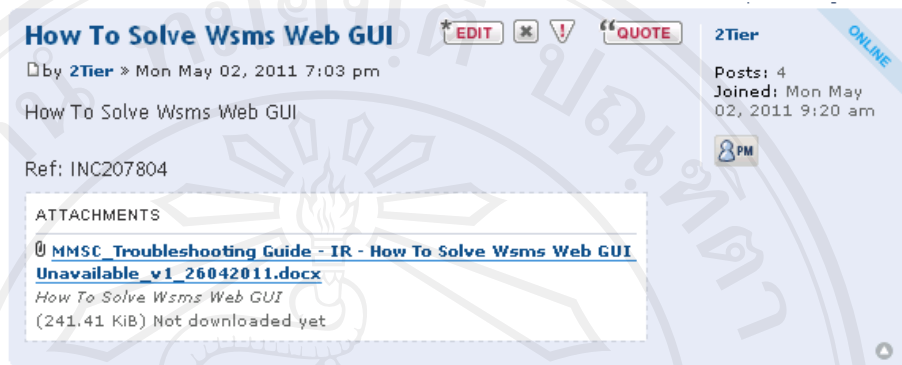 How To Solve Wsms Web GUI
*EDIT
“QUOTE
by 2Tier » Mon May 02, 2011 7:03 pm
How To Solve Wsms Web GUI
Ref: INC207804
ATTACHMENTS
MMSC_Troubleshooting Guide - IR - How To Solve Wsms Web GUI
Unavailable_v1_26042011.docx
How To Solve Wsms Web GUI
(241.41 KiB) Not downloaded yet
2Tier
ONLINE
Posts: 4
Joined: Mon May
02, 2011 9:20 am
PM